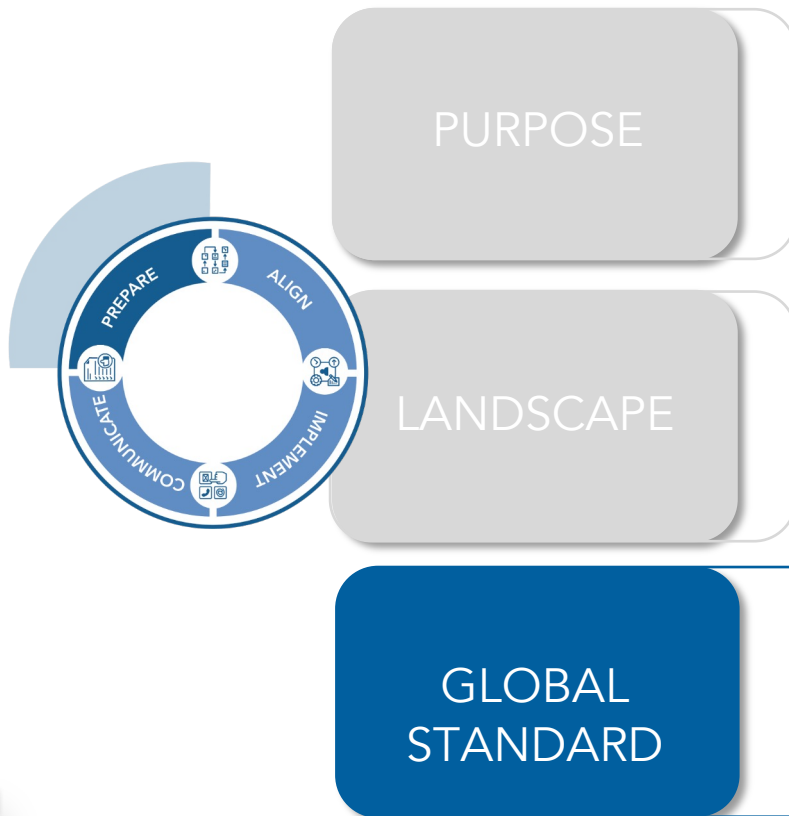 PURPOSE
PREPARE
ALIGN
LANDSCAPE
COMMUNICATE
IMPLEMENT
GLOBAL
STANDARD